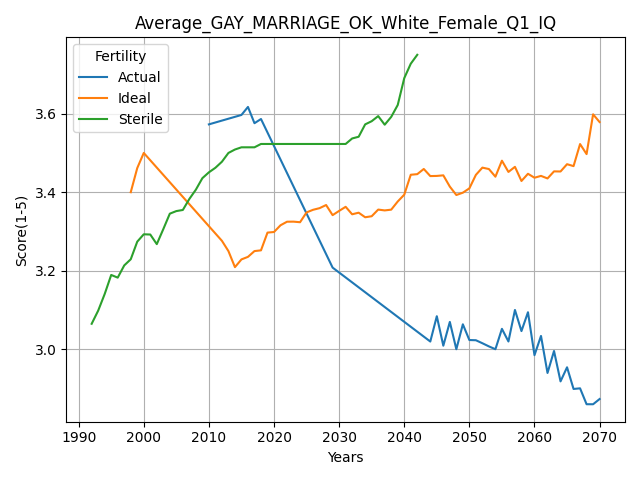 Average_GAY_MARRIAGE_OK_White_Female_Q1_IQ
Fertility
Actual
Ideal
Sterile
Score(1-5)
3.6
3.4
3.2
3.0
1990 2000 2010 2020 2030 2040 2050 2060 2070
Years